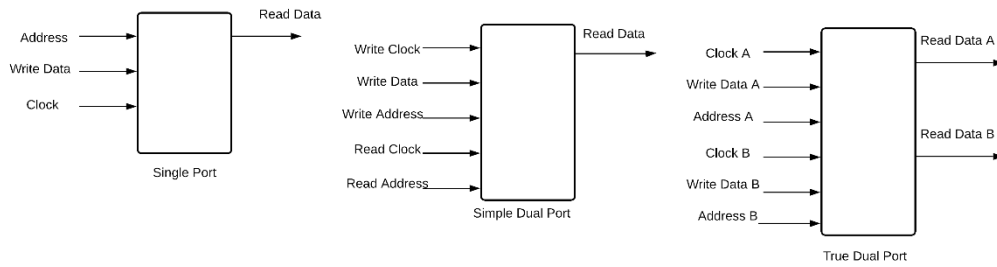 Address
Write Data
Clock
Read Data
Single Port
Write Clock
Write Data
Write Address
Read Clock
Read Address
Read Data
Simple Dual Port
Clock A
Write Data A
Address A
Clock B
Write Data B
Address B
Read Data A
Read Data B
True Dual Port